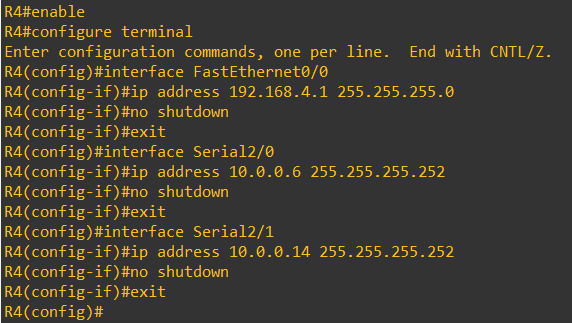 R4#enable
R4#configure terminal
Enter configuration commands, one per line.  End with CNTL/Z.
R4(config)#interface FastEthernet0/0
R4(config-if)#ip address 192.168.4.1 255.255.255.0
R4(config-if)#no shutdown
R4(config-if)#exit
R4(config)#interface Serial2/0
R4(config-if)#ip address 10.0.0.6 255.255.255.252
R4(config-if)#no shutdown
R4(config-if)#exit
R4(config)#interface Serial2/1
R4(config-if)#ip address 10.0.0.14 255.255.255.252
R4(config-if)#no shutdown
R4(config-if)#exit
R4(config)#